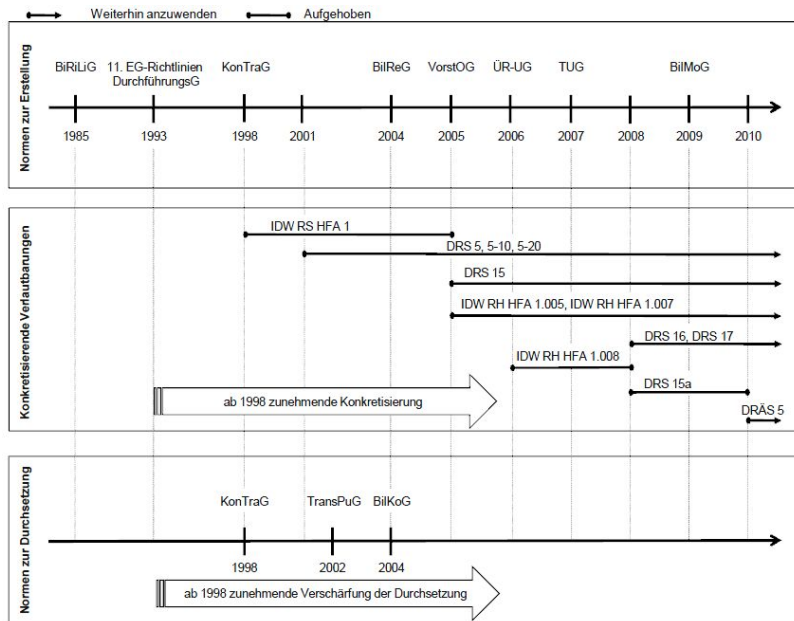 Weiterhin anzuwenden
Aufgehoben
Normen zur Erstellung
BiRiLiG
11. EG-Richtlinien
DurchführungsG
KonTraG
BilReG
VorstOG
ÜR-UG
TUG
BilMoG
1985
1993
1998
2001
2004
2005
2006
2007
2008
2009
2010
Konkretisierende Verlautbarungen
IDW RS HFA 1
DRS 5, 5-10, 5-20
DRS 15
IDW RH HFA 1.005, IDW RH HFA 1.007
DRS 16, DRS 17
IDW RH HFA 1.008
DRS 15a
ab 1998 zunehmende Konkretisierung
DRÄS 5
Normen zur Durchsetzung
KonTraG
TransPuG
BilKoG
1998
2002
2004
ab 1998 zunehmende Verschärfung der Durchsetzung